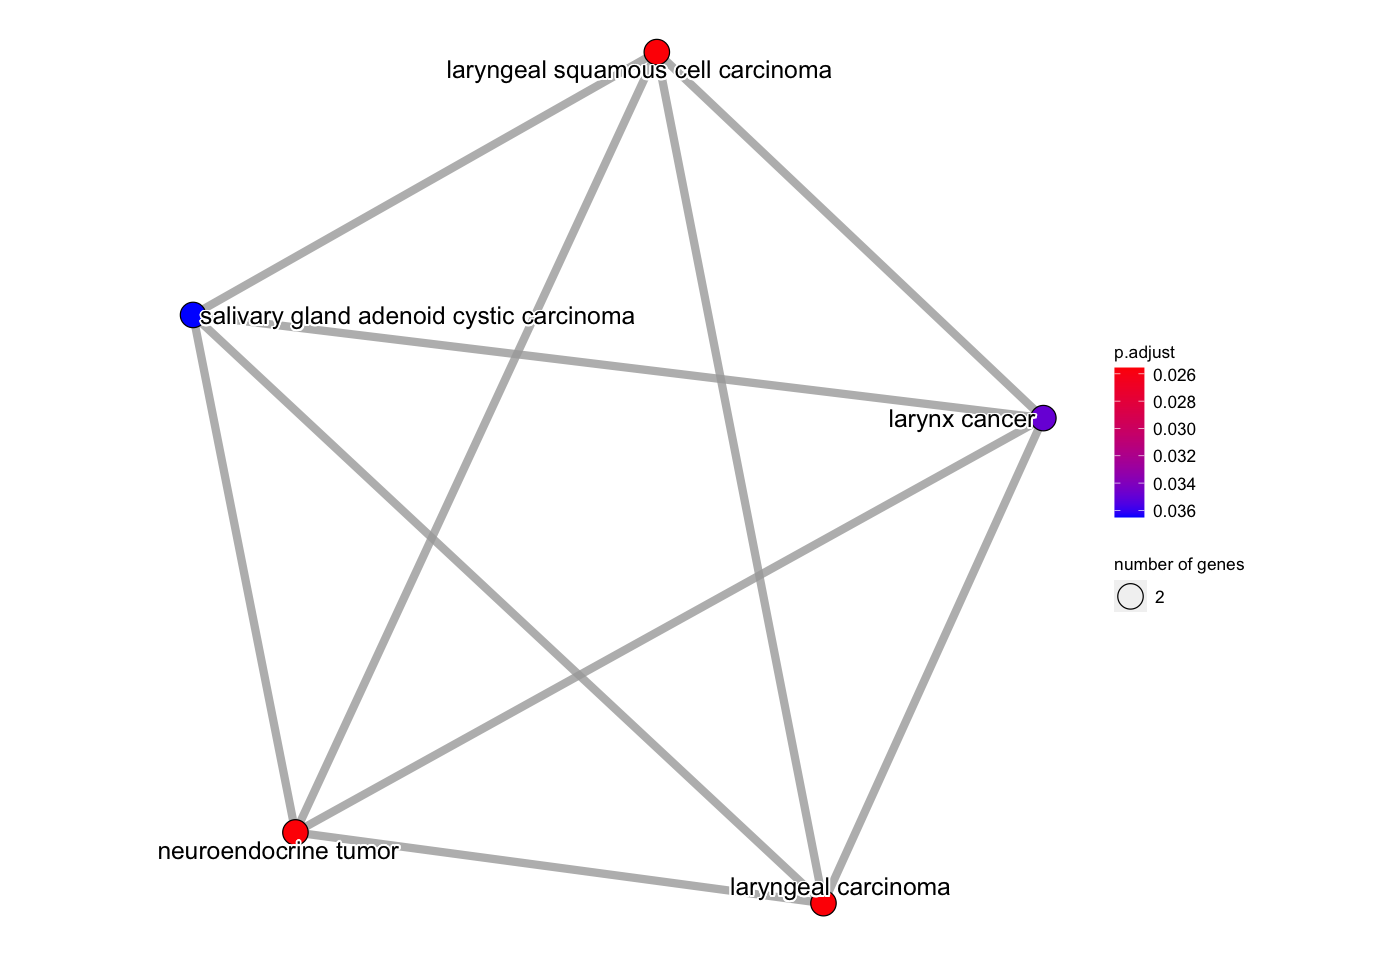 laryngeal squamous cell carcinoma
salivary gland adenoid cystic carcinoma
larynx cancer
neuroendocrine tumor
laryngeal carcinoma
p.adjust
0.026
0.028
0.030
0.032
0.034
0.036
number of genes
2